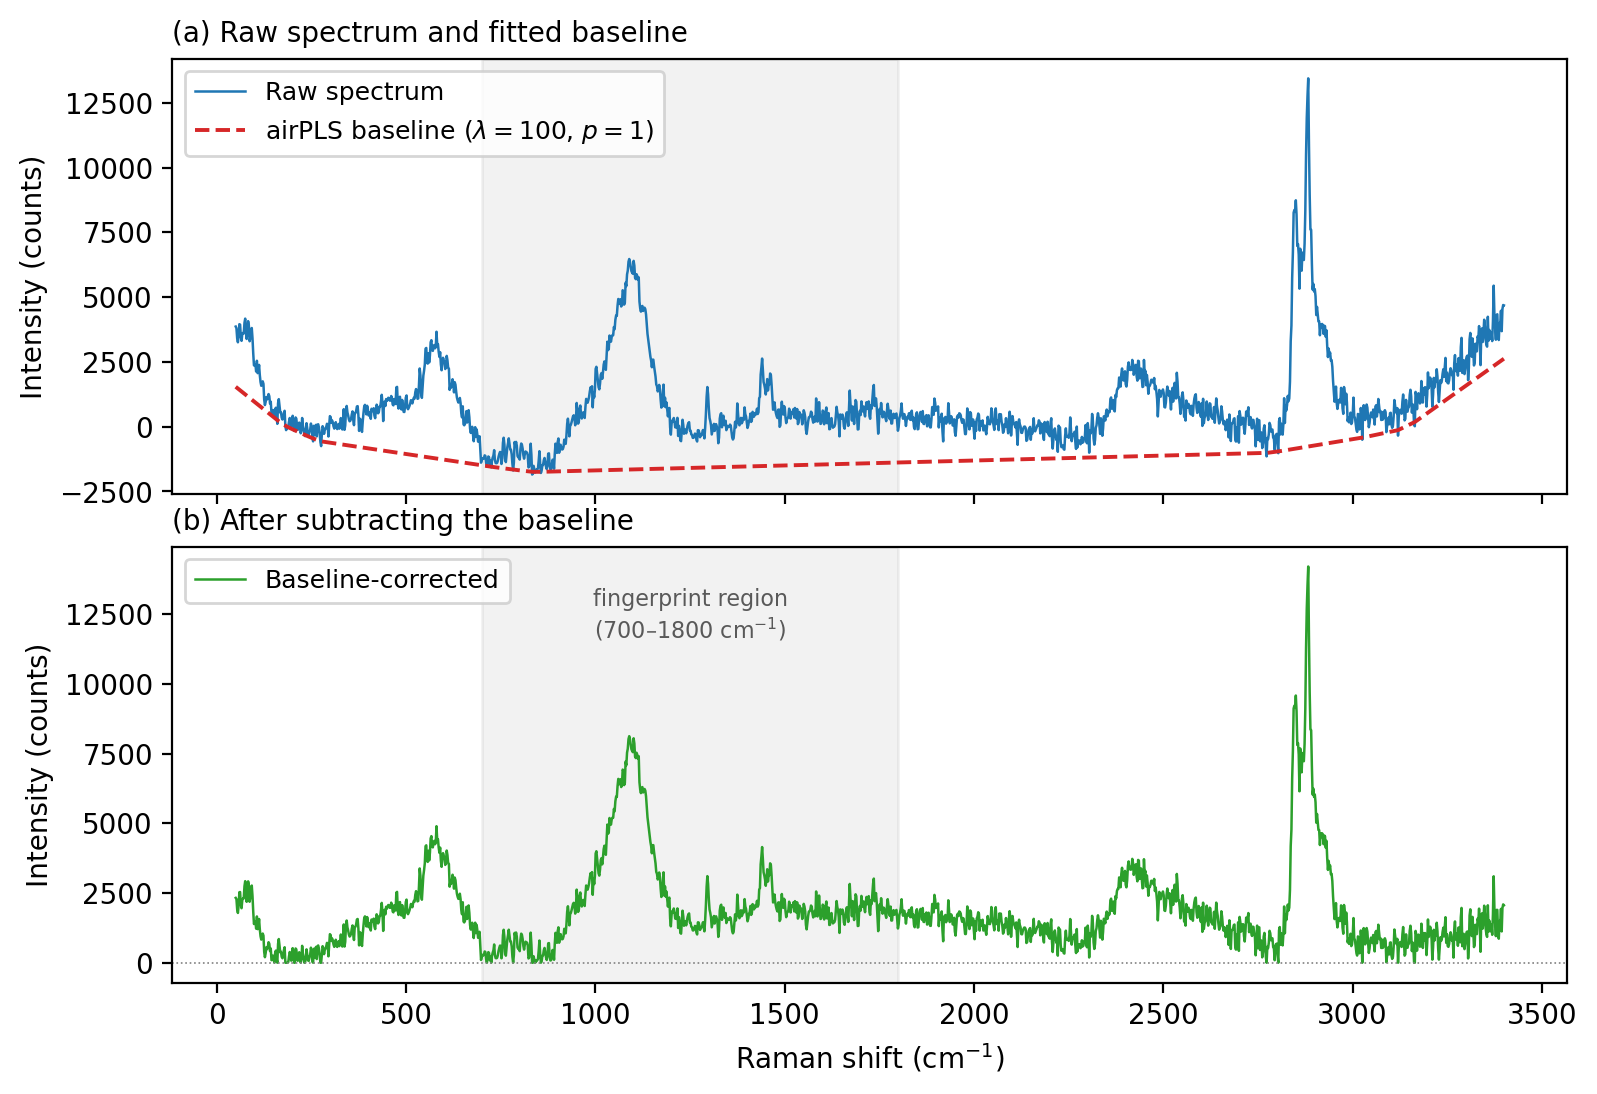 (a) Raw spectrum and fitted baseline
Raw spectrum
airPLS baseline (λ = 100, p = 1)
Intensity (counts)
12500
10000
7500
5000
2500
0
−2500
(b) After subtracting the baseline
Baseline-corrected
fingerprint region
(700–1800 cm⁻¹)
Intensity (counts)
12500
10000
7500
5000
2500
0
0 500 1000 1500 2000 2500 3000 3500
Raman shift (cm⁻¹)